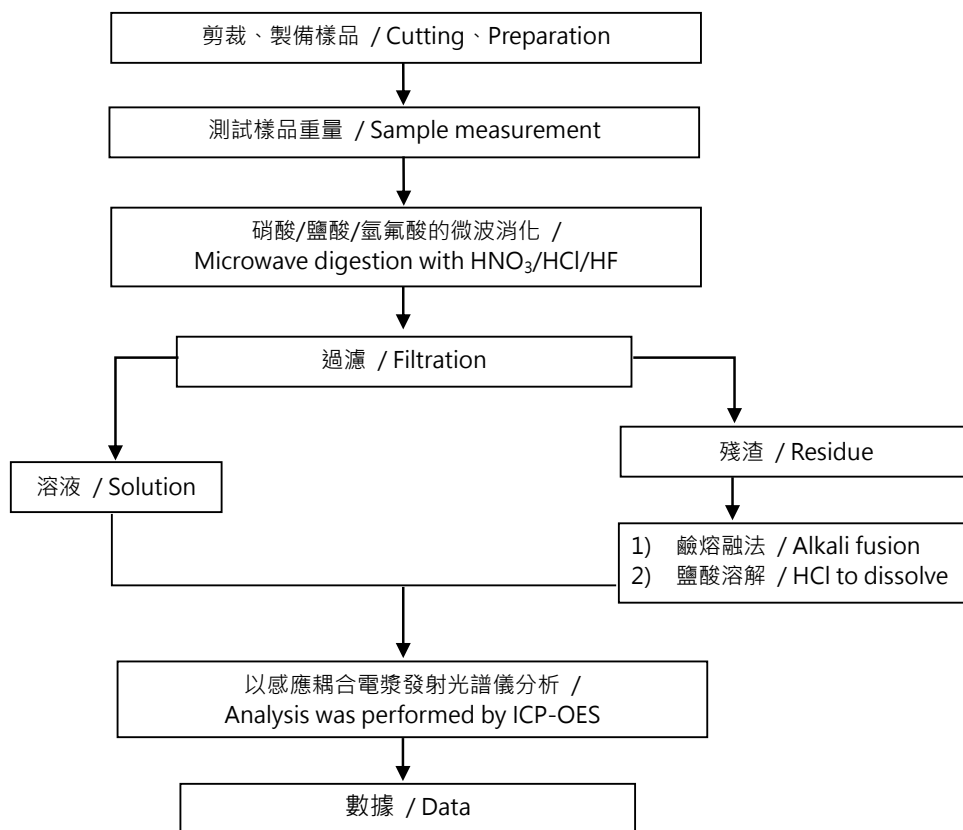 剪裁、製備樣品 / Cutting、Preparation
測試樣品重量 / Sample measurement
硝酸/鹽酸/氫氟酸的微波消化 /
Microwave digestion with HNO₃/HCl/HF
過濾 / Filtration
溶液 / Solution
殘渣 / Residue
1) 鹼熔融法 / Alkali fusion
2) 鹽酸溶解 / HCl to dissolve
以感應耦合電漿發射光譜儀分析 /
Analysis was performed by ICP-OES
數據 / Data